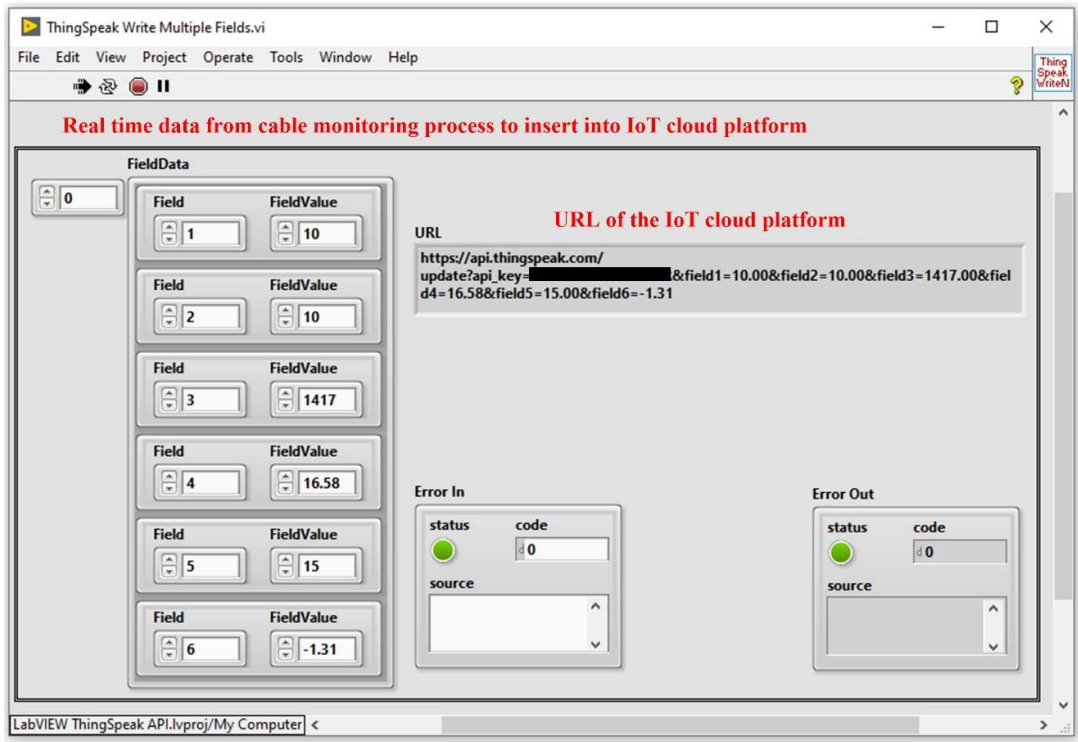 ThingSpeak Write Multiple Fields.vi
File Edit View Project Operate Tools Window Help
Thing
Speak
WriteN
Real time data from cable monitoring process to insert into IoT cloud platform
FieldData
0
Field FieldValue
1 10
Field FieldValue
2 10
Field FieldValue
3 1417
Field FieldValue
4 16.58
Field FieldValue
5 15
Field FieldValue
6 -1.31
URL of the IoT cloud platform
URL
https://api.thingspeak.com/
update?api_key= &field1=10.00&field2=10.00&field3=1417.00&fiel
d4=16.58&field5=15.00&field6=-1.31
Error In
status code
d 0
source
Error Out
status code
d 0
source
LabVIEW ThingSpeak API.lvproj/My Computer